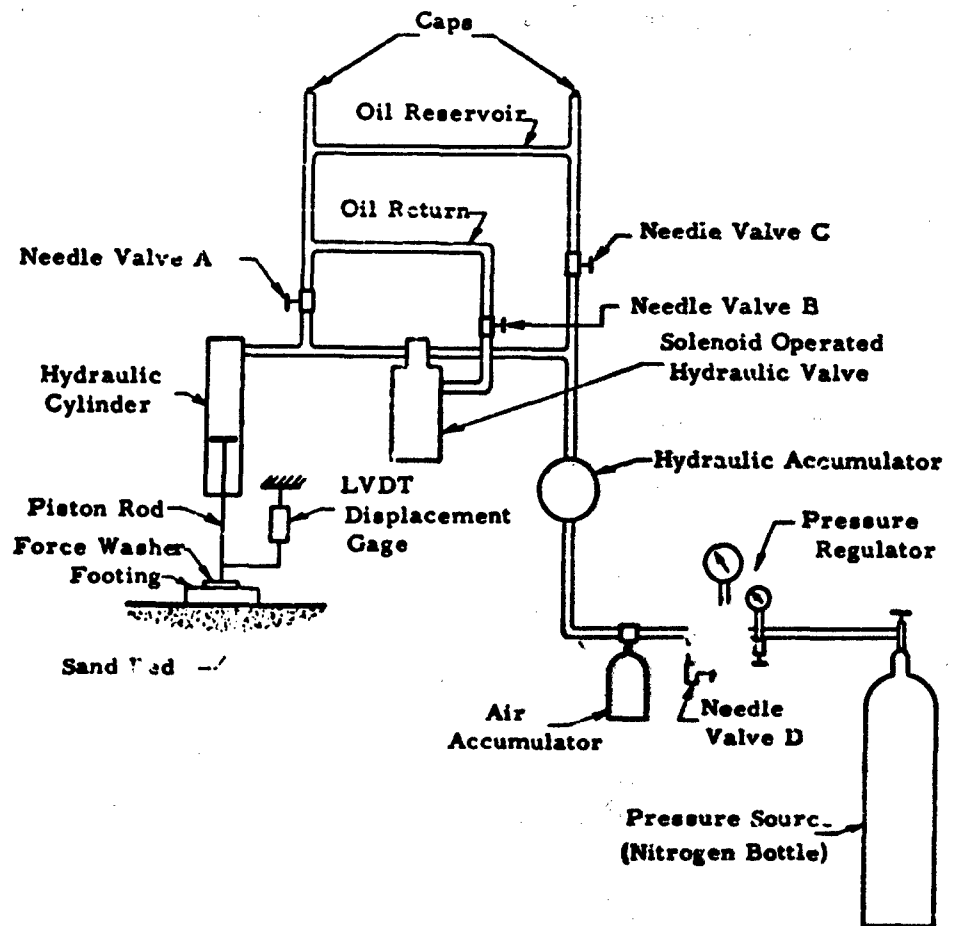 Caps
Oil Reservoir
Oil Return
Needle Valve A
Needle Valve C
Needle Valve B
Solenoid Operated
Hydraulic Valve
Hydraulic
Cylinder
Hydraulic Accumulator
LVDT
Displacement
Gage
Piston Rod
Pressure
Regulator
Force Washer
Footing
Sand
Air
Accumulator
Needle
Valve D
Pressure
(Nitrogen Bottle)